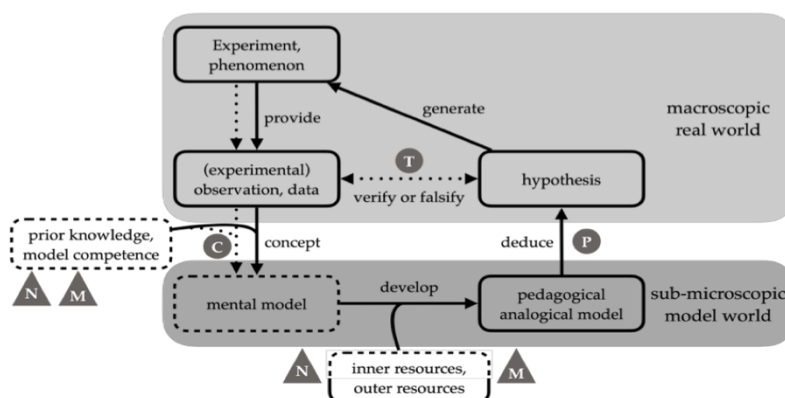 Experiment,
phenomenon
provide
generate
macroscopic
real world
(experimental)
observation, data
T
verify or falsify
hypothesis
prior knowledge,
model competence
N
M
C
concept
deduce
P
mental model
develop
pedagogical
analogical model
sub-microscopic
model world
N
inner resources,
outer resources
M